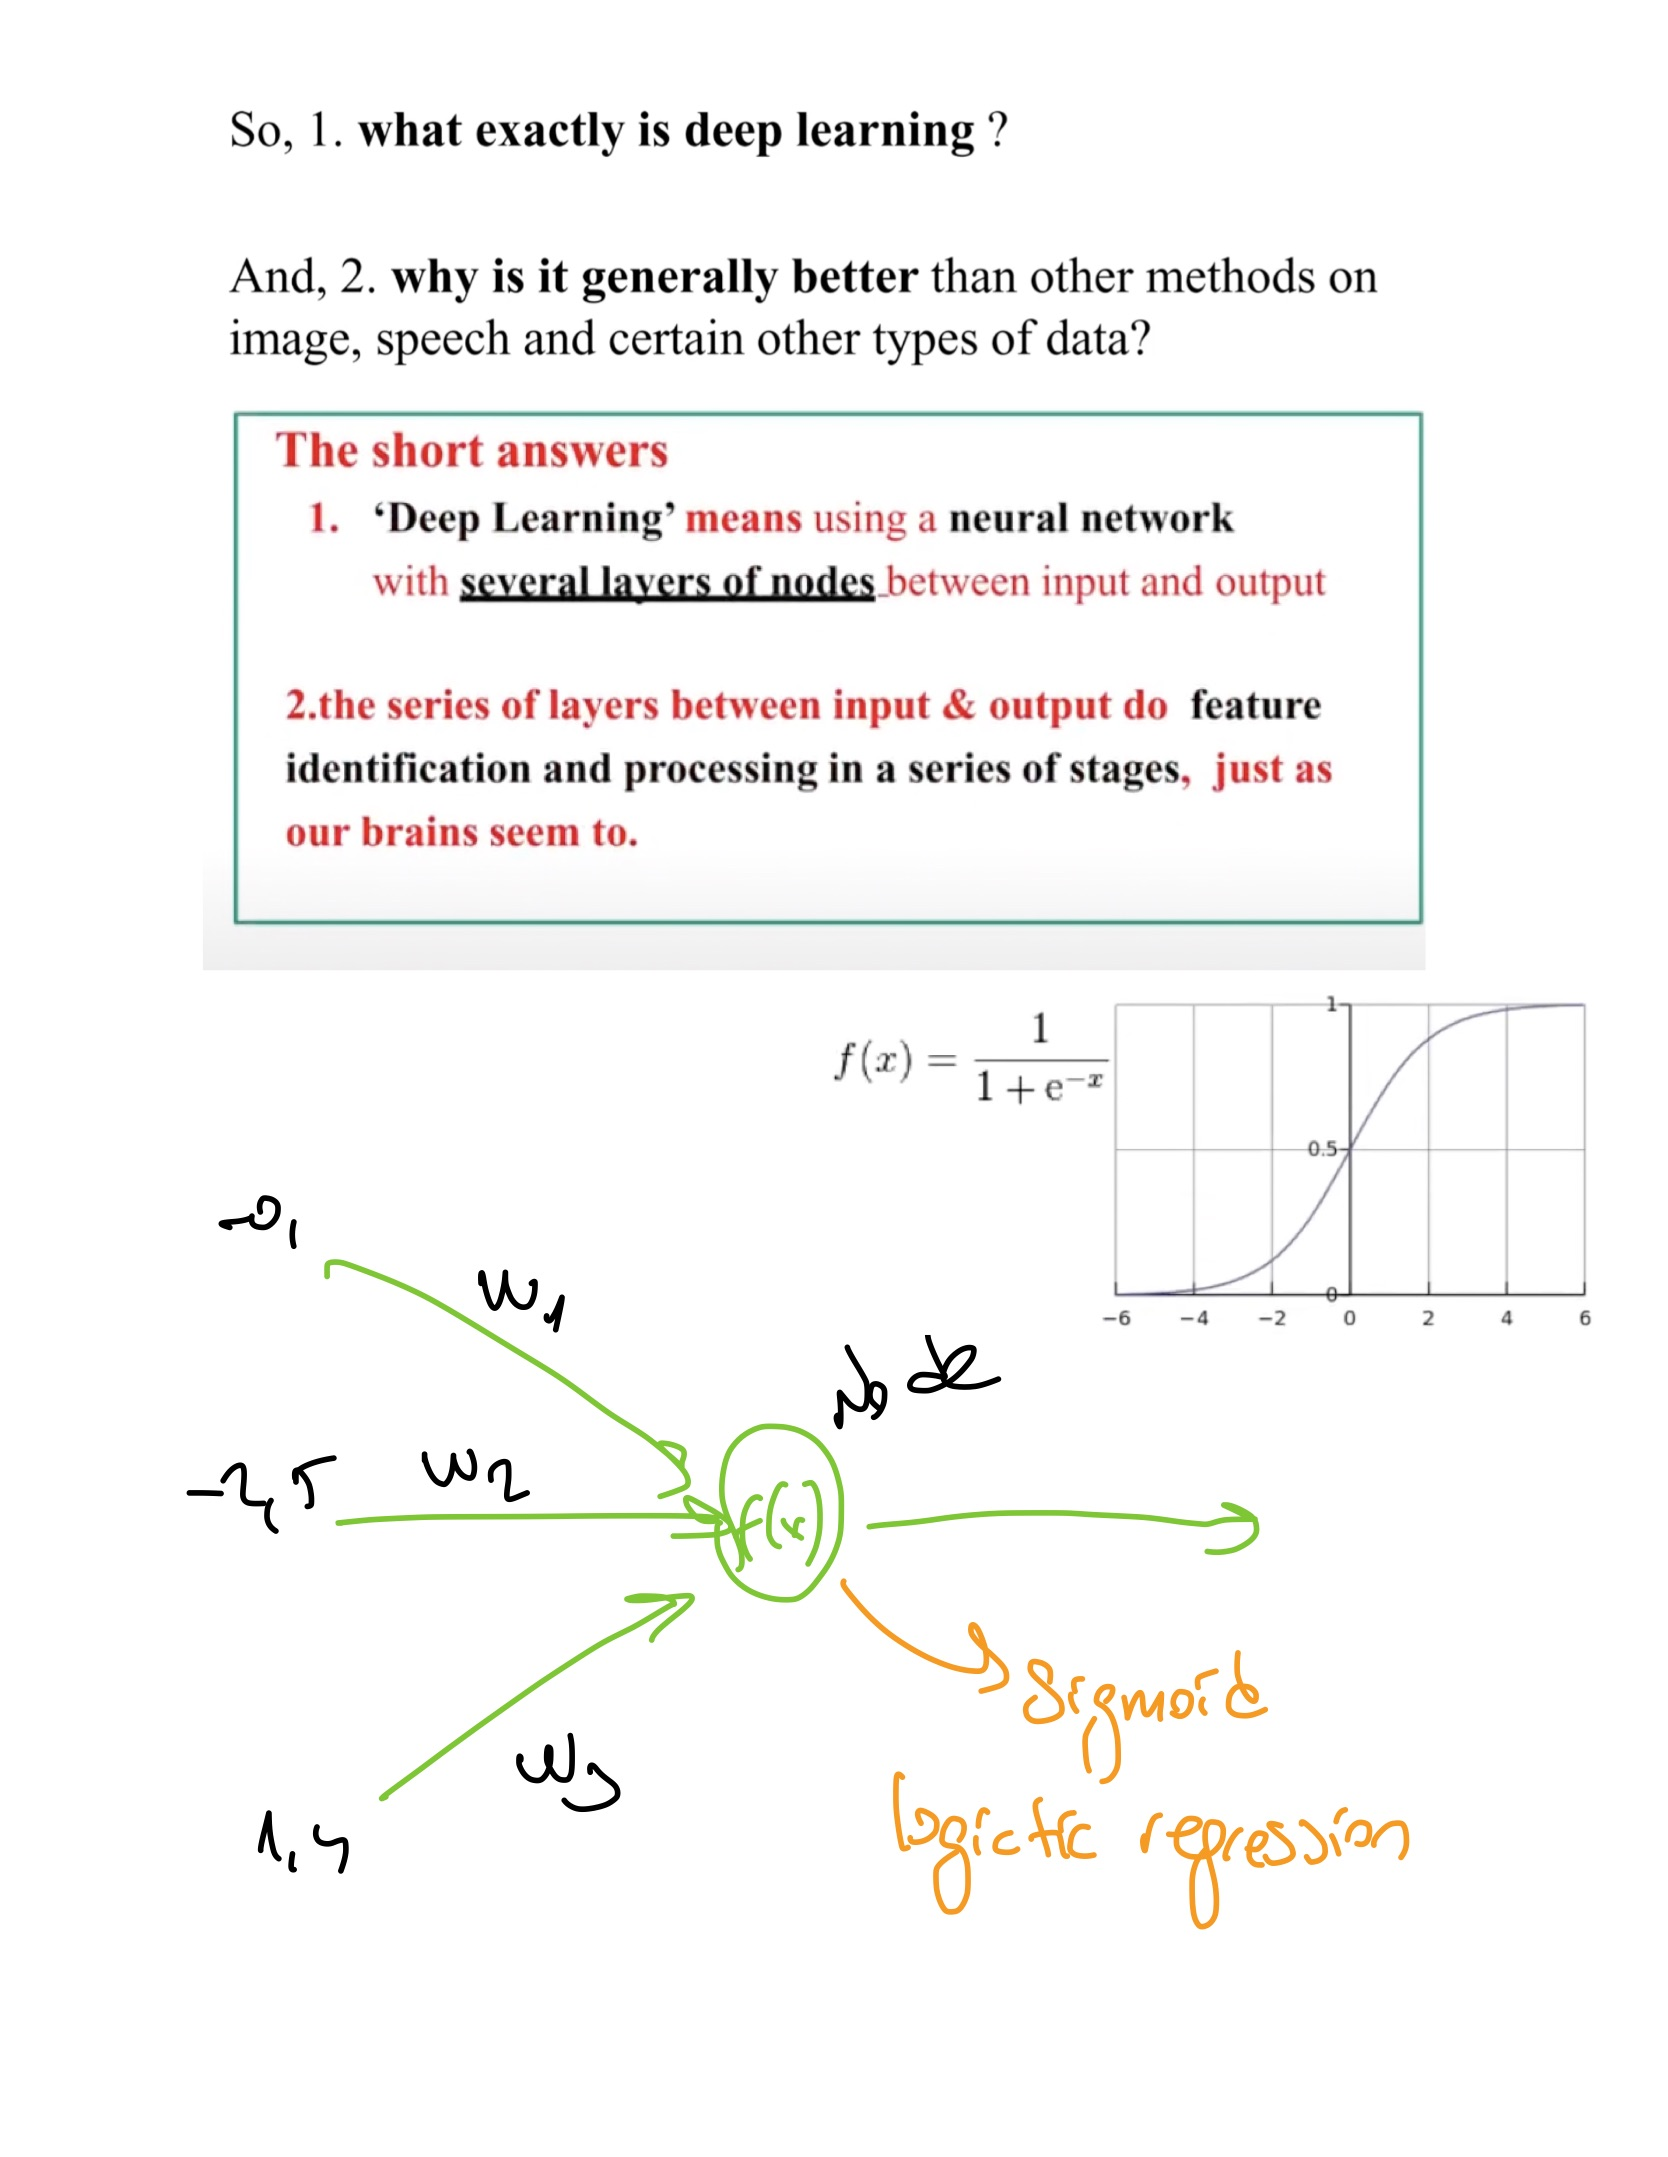 So, 1. what exactly is deep learning ?
And, 2. why is it generally better than other methods on
image, speech and certain other types of data?
The short answers
1. ‘Deep Learning’ means using a neural network
with several layers of nodes between input and output
2.the series of layers between input & output do feature
identification and processing in a series of stages, just as
our brains seem to.
f(x) = 1 / (1 + e^−x)
1
0.5
0
−6 −4 −2 0 2 4 6
w1
Node
-2,5
w2
f(x)
w3
1,4
Sigmoid
logictic regression